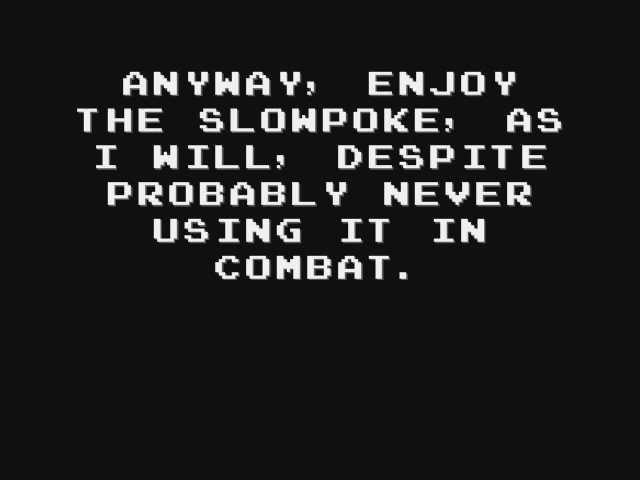 ANYWAY, ENJOY
THE SLOWPOKE, AS
I WILL, DESPITE
PROBABLY NEVER
USING IT IN
COMBAT.